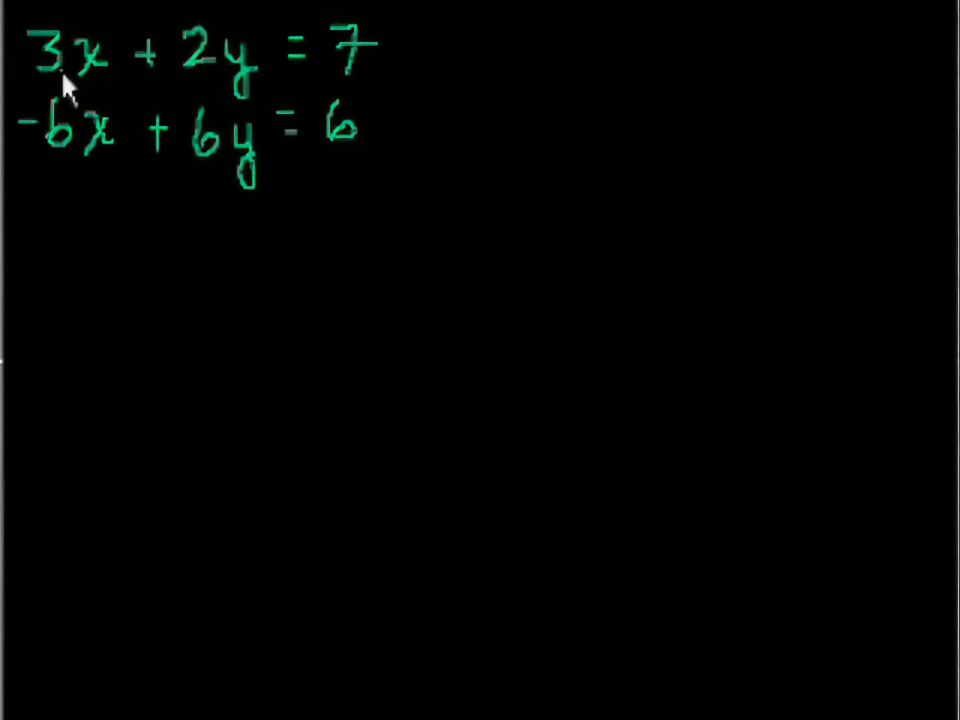 3x + 2y = 7
-6x + 6y = 6